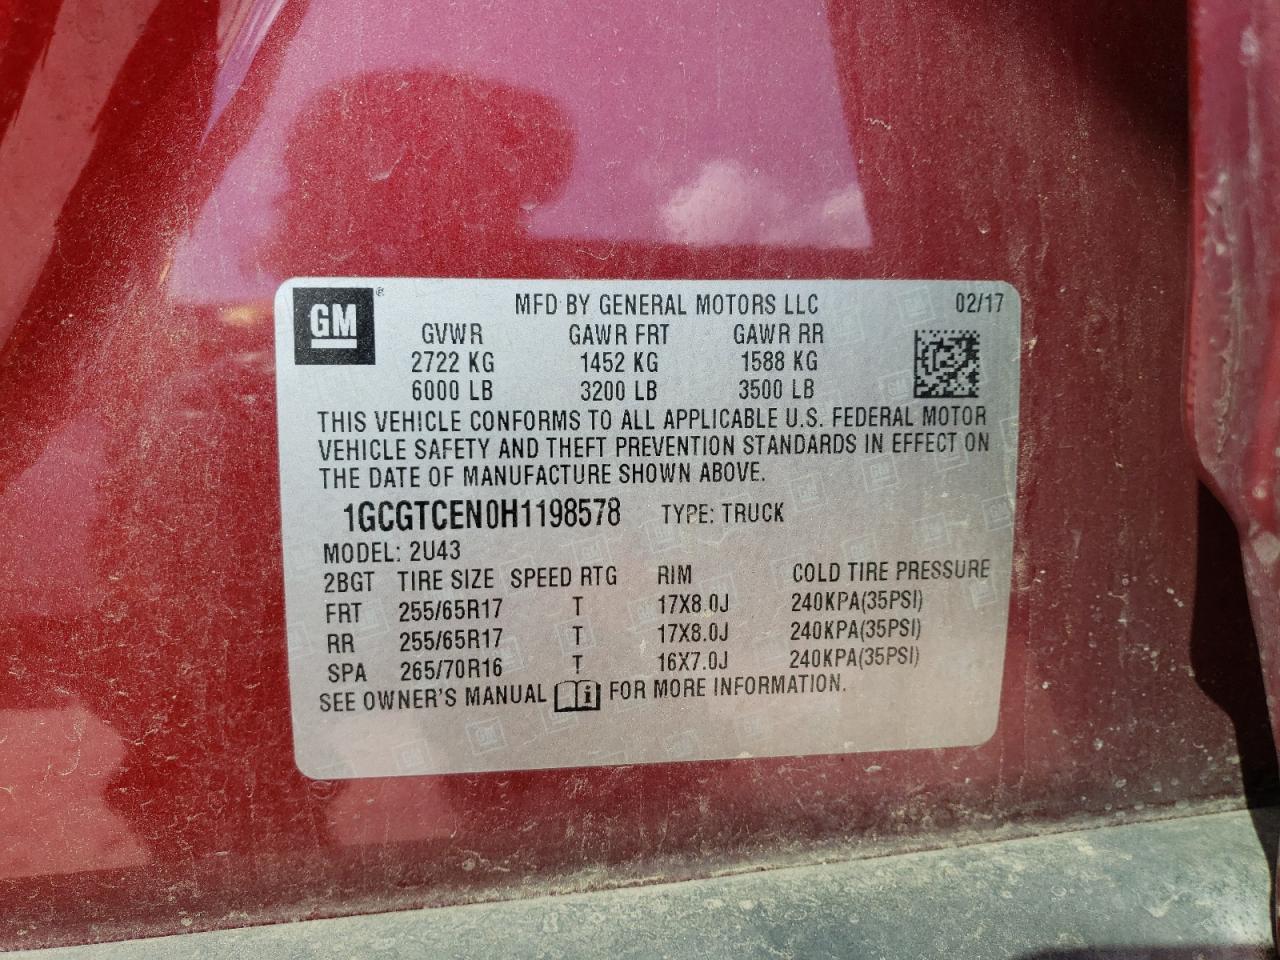 GM ®
MFD BY GENERAL MOTORS LLC 02/17
GVWR GAWR FRT GAWR RR
2722 KG 1452 KG 1588 KG
6000 LB 3200 LB 3500 LB
THIS VEHICLE CONFORMS TO ALL APPLICABLE U.S. FEDERAL MOTOR
VEHICLE SAFETY AND THEFT PREVENTION STANDARDS IN EFFECT ON
THE DATE OF MANUFACTURE SHOWN ABOVE.
1GCGTCEN0H1198578 TYPE: TRUCK
MODEL: 2U43
2BGT TIRE SIZE SPEED RTG RIM COLD TIRE PRESSURE
FRT 255/65R17 T 17X8.0J 240KPA(35PSI)
RR 255/65R17 T 17X8.0J 240KPA(35PSI)
SPA 265/70R16 T 16X7.0J 240KPA(35PSI)
SEE OWNER'S MANUAL i FOR MORE INFORMATION.